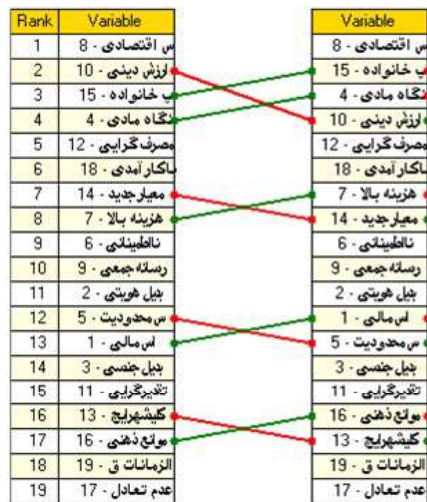 Rank Variable Variable
1 8 - س اقتصادی 8 - س اقتصادی
2 10 - ارزش دینی 15 - پ خانواده
3 15 - پ خانواده 4 - نگاه مادی
4 4 - نگاه مادی 10 - ارزش دینی
5 12 - مصرف گرایی 12 - مصرف گرایی
6 18 - ناکارآمدی 18 - ناکارآمدی
7 14 - معیار جدید 7 - هزینه بالا
8 7 - هزینه بالا 14 - معیار جدید
9 6 - نااطمینانی 6 - نااطمینانی
10 9 - رسانه جمعی 9 - رسانه جمعی
11 2 - بدیل هویتی 2 - بدیل هویتی
12 5 - س محدودیت 1 - اس مالی
13 1 - اس مالی 5 - س محدودیت
14 3 - بدیل جنسی 3 - بدیل جنسی
15 11 - تقدیرگرایی 11 - تقدیرگرایی
16 13 - کلیشه رایج 16 - موانع ذهنی
17 16 - موانع ذهنی 13 - کلیشه رایج
18 19 - الزمانات ق 19 - الزمانات ق
19 17 - عدم تعادل 17 - عدم تعادل